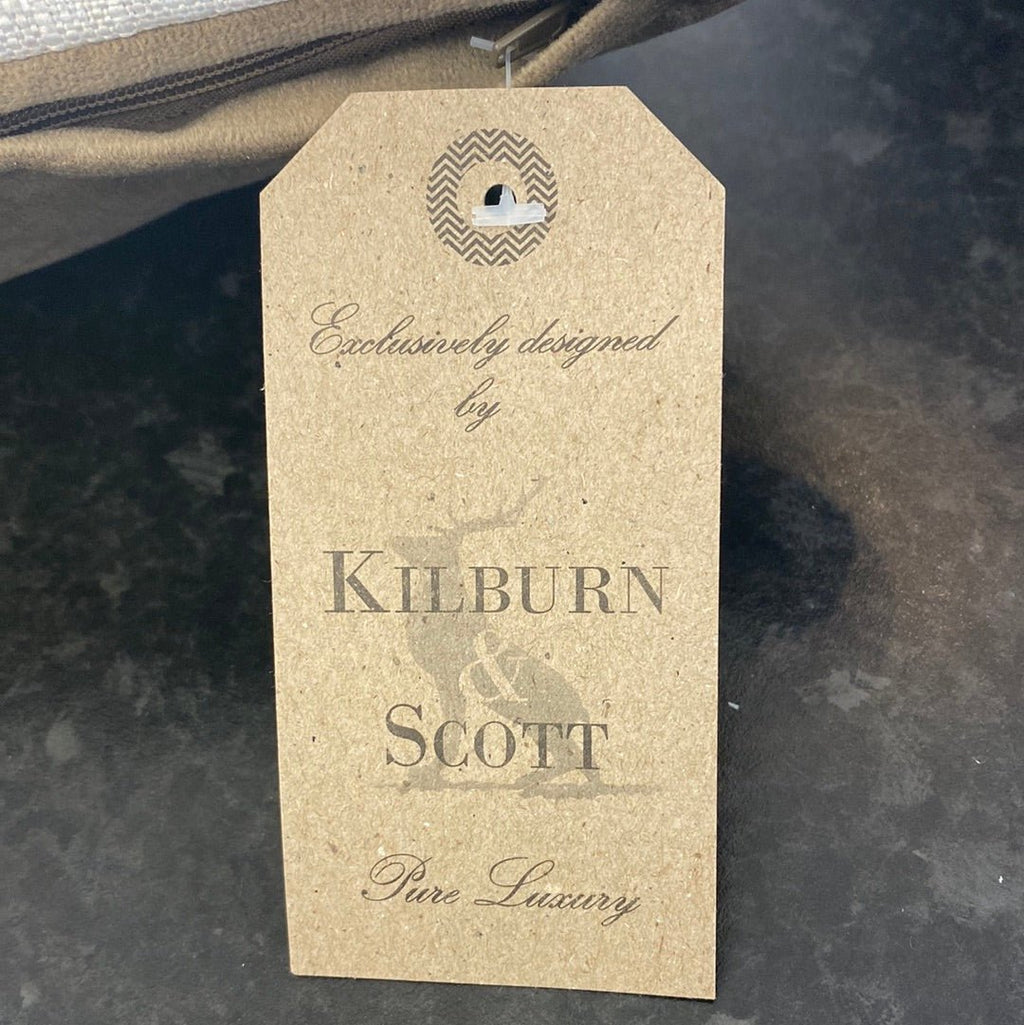 Exclusively designed
by
KILBURN
&
SCOTT
Pure Luxury